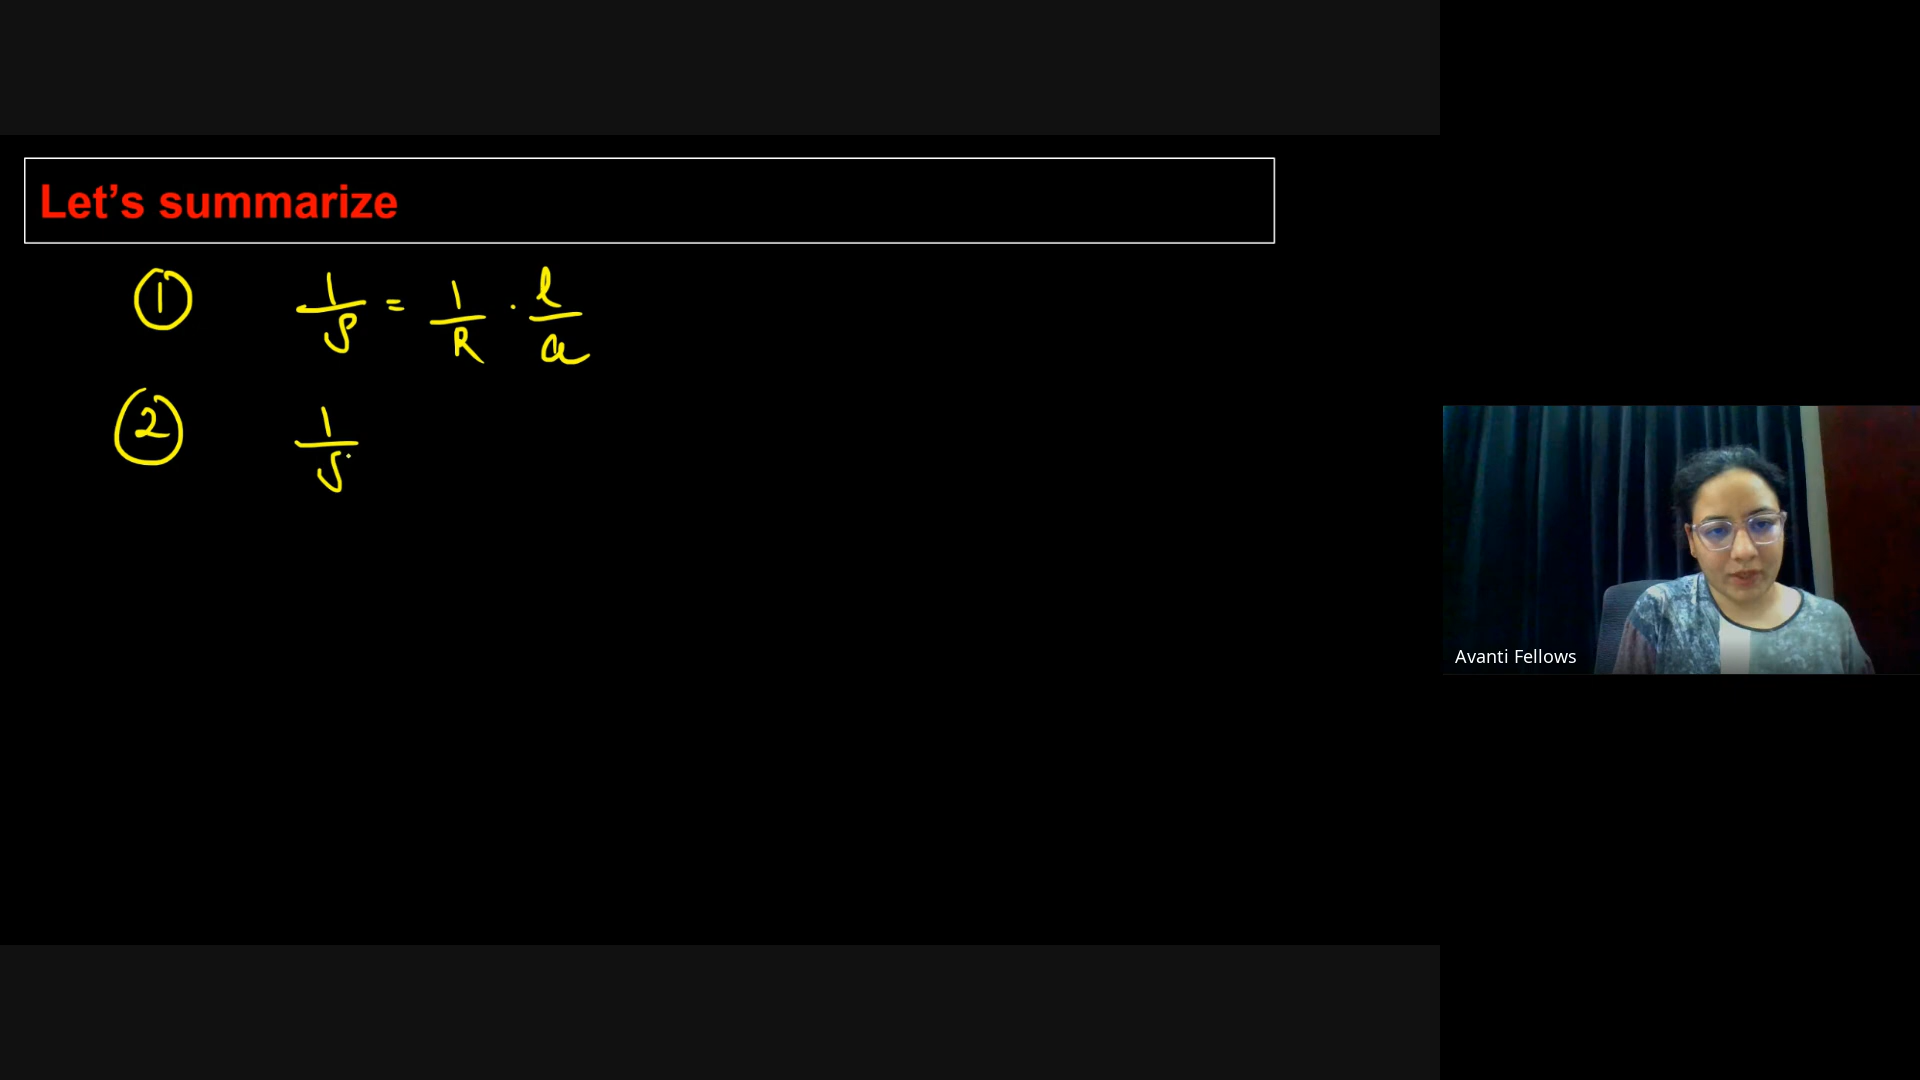 Let’s summarize
① 1/ρ = 1/R · l/a
② 1/
Avanti Fellows